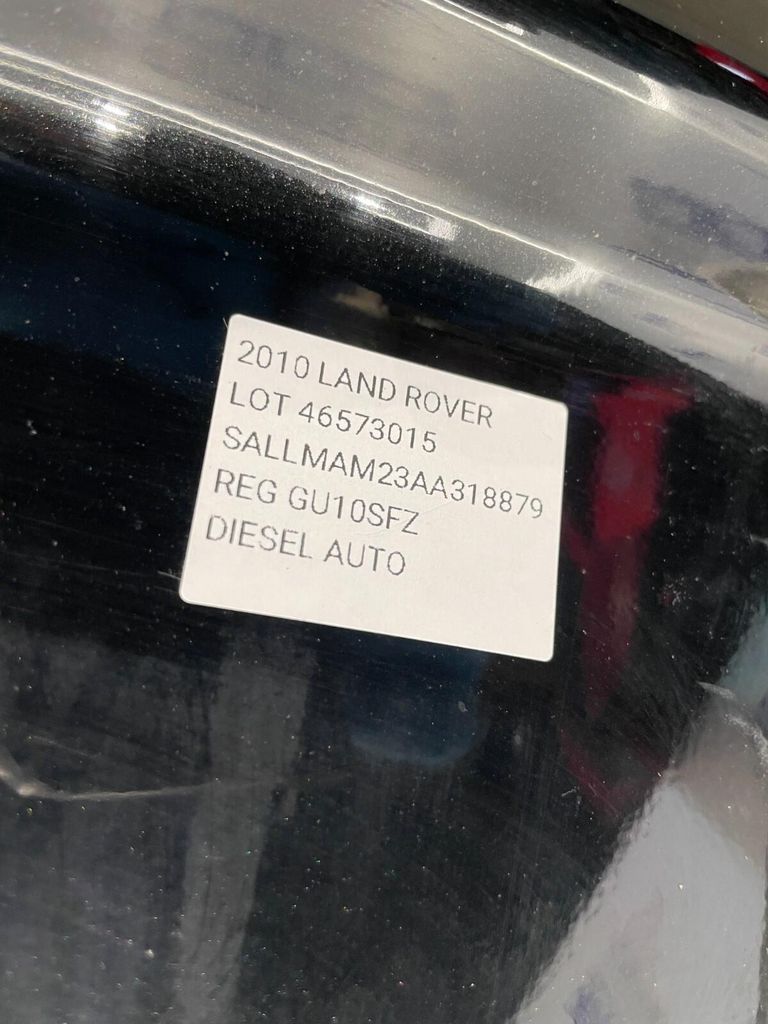 2010 LAND ROVER
LOT 46573015
SALLMAM23AA318879
REG GU10SFZ
DIESEL AUTO